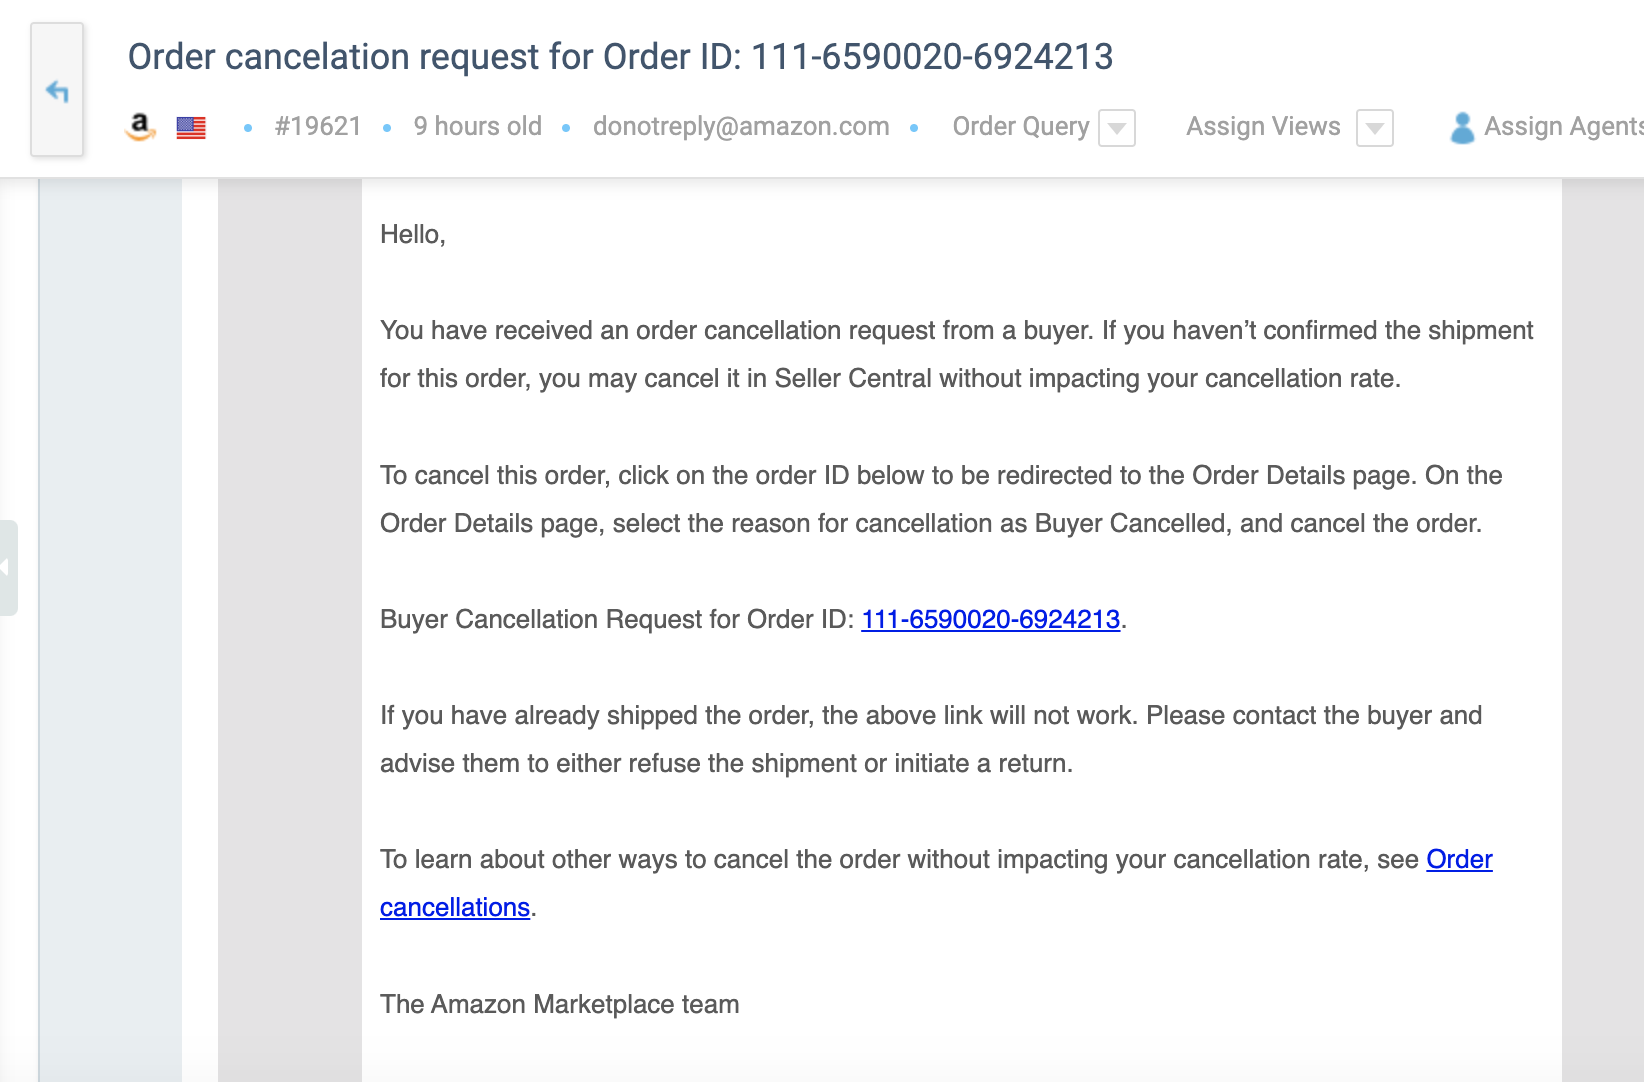 Order cancelation request for Order ID: 111-6590020-6924213
a
#19621 • 9 hours old • donotreply@amazon.com • Order Query Assign Views Assign Agents
Hello,
You have received an order cancellation request from a buyer. If you haven’t confirmed the shipment
for this order, you may cancel it in Seller Central without impacting your cancellation rate.
To cancel this order, click on the order ID below to be redirected to the Order Details page. On the
Order Details page, select the reason for cancellation as Buyer Cancelled, and cancel the order.
Buyer Cancellation Request for Order ID: 111-6590020-6924213.
If you have already shipped the order, the above link will not work. Please contact the buyer and
advise them to either refuse the shipment or initiate a return.
To learn about other ways to cancel the order without impacting your cancellation rate, see Order
cancellations.
The Amazon Marketplace team